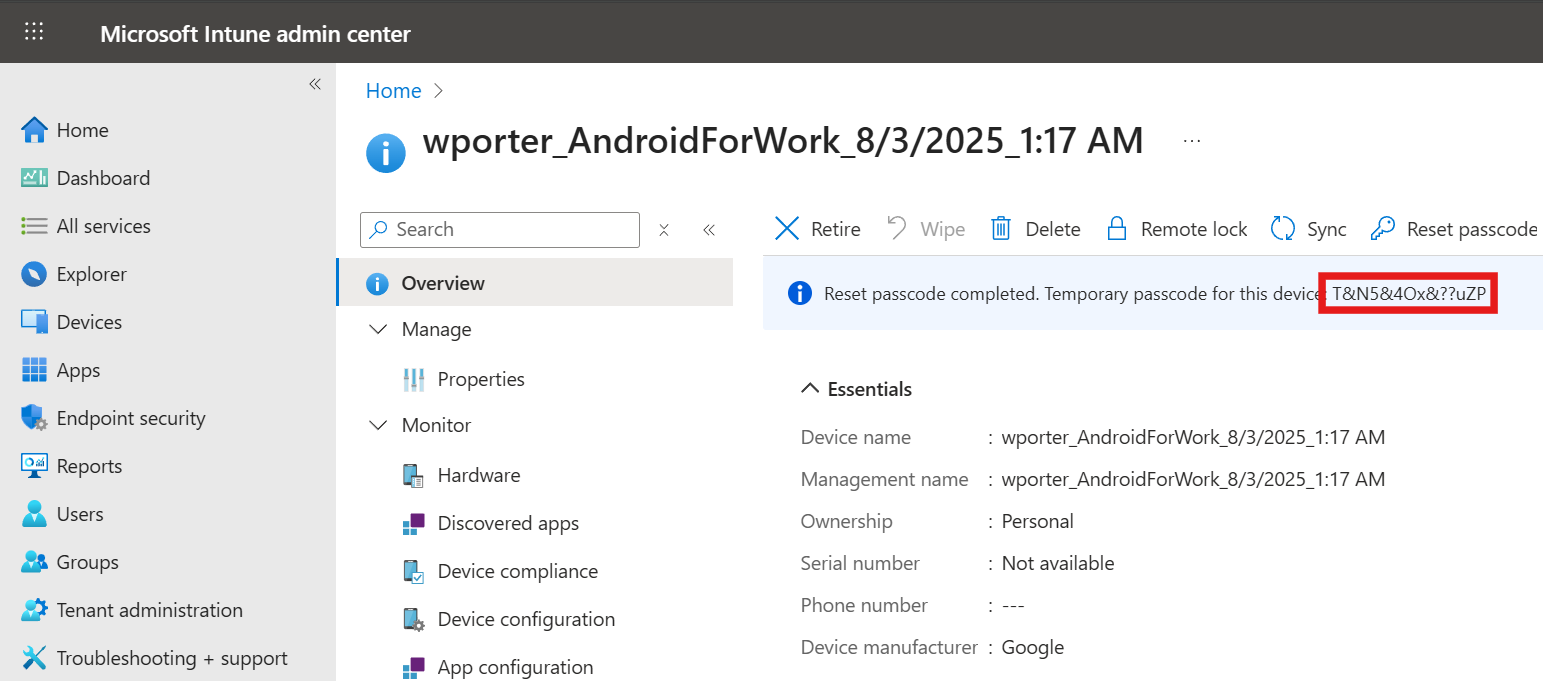 Microsoft Intune admin center
Home
Dashboard
All services
Explorer
Devices
Apps
Endpoint security
Reports
Users
Groups
Tenant administration
Troubleshooting + support
Home
wporter_AndroidForWork_8/3/2025_1:17 AM
Search
Overview
Manage
Properties
Monitor
Hardware
Discovered apps
Device compliance
Device configuration
App configuration
Retire Wipe Delete Remote lock Sync Reset passcode
Reset passcode completed. Temporary passcode for this device: T&N5&4Ox&??uZP
Essentials
Device name : wporter_AndroidForWork_8/3/2025_1:17 AM
Management name : wporter_AndroidForWork_8/3/2025_1:17 AM
Ownership : Personal
Serial number : Not available
Phone number : ---
Device manufacturer : Google